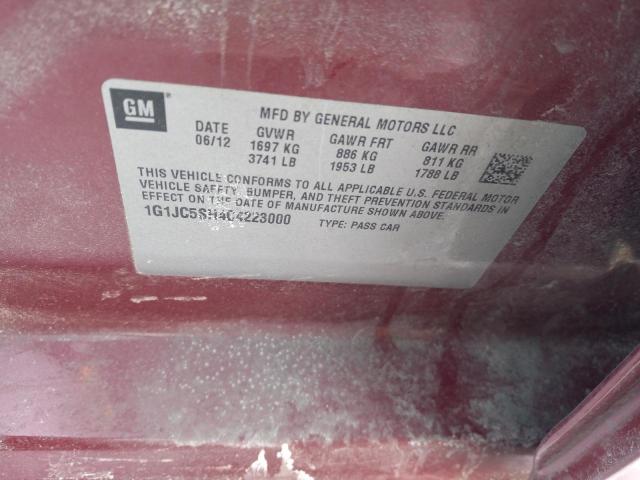 GM
MFD BY GENERAL MOTORS LLC
DATE GVWR GAWR FRT GAWR RR
06/12 1697 KG 886 KG 811 KG
3741 LB 1953 LB 1788 LB
THIS VEHICLE CONFORMS TO ALL APPLICABLE U.S. FEDERAL MOTOR
VEHICLE SAFETY, BUMPER, AND THEFT PREVENTION STANDARDS IN
EFFECT ON THE DATE OF MANUFACTURE SHOWN ABOVE.
1G1JC5SH4C4223000
TYPE: PASS CAR